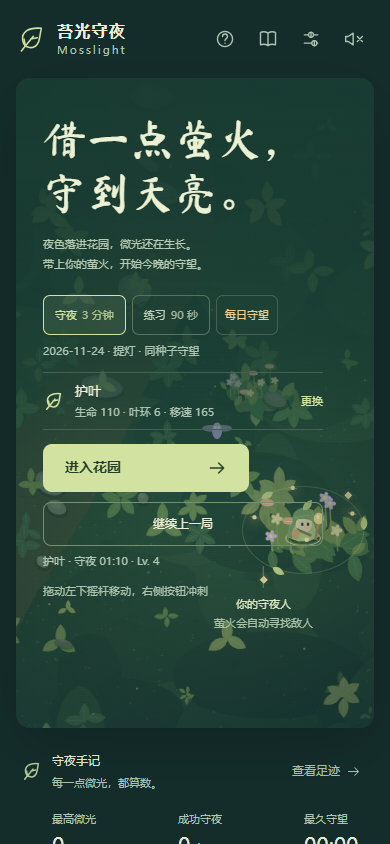 苔光守夜
Mosslight
借一点萤火，
守到天亮。
夜色落进花园，微光还在生长。
带上你的萤火，开始今晚的守望。
守夜 3 分钟
练习 90 秒
每日守望
2026-11-24 · 提灯 · 同种子守望
护叶
生命 110 · 叶环 6 · 移速 165
更换
进入花园
继续上一局
护叶 · 守夜 01:10 · Lv. 4
拖动左下摇杆移动，右侧按钮冲刺
你的守夜人
萤火会自动寻找敌人
守夜手记
每一点微光，都算数。
查看足迹
最高微光
成功守夜
最久守望
00:00